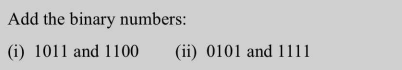 Add the binary numbers:
(i) 1011 and 1100 (ii) 0101 and 1111